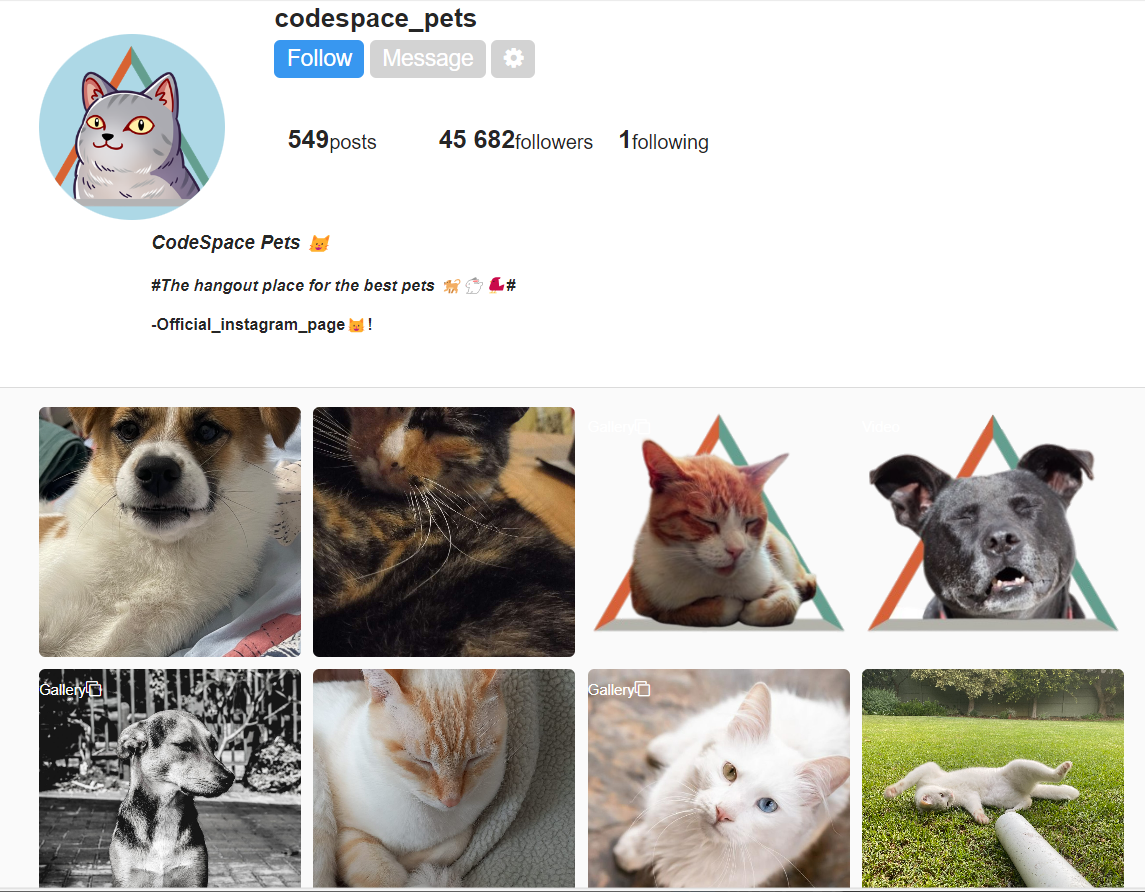 codespace_pets
Follow Message
549posts 45 682followers 1following
CodeSpace Pets 😺
#The hangout place for the best pets 🐈🐁🧣#
-Official_instagram_page😺!
Gallery
Video
Gallery
Gallery